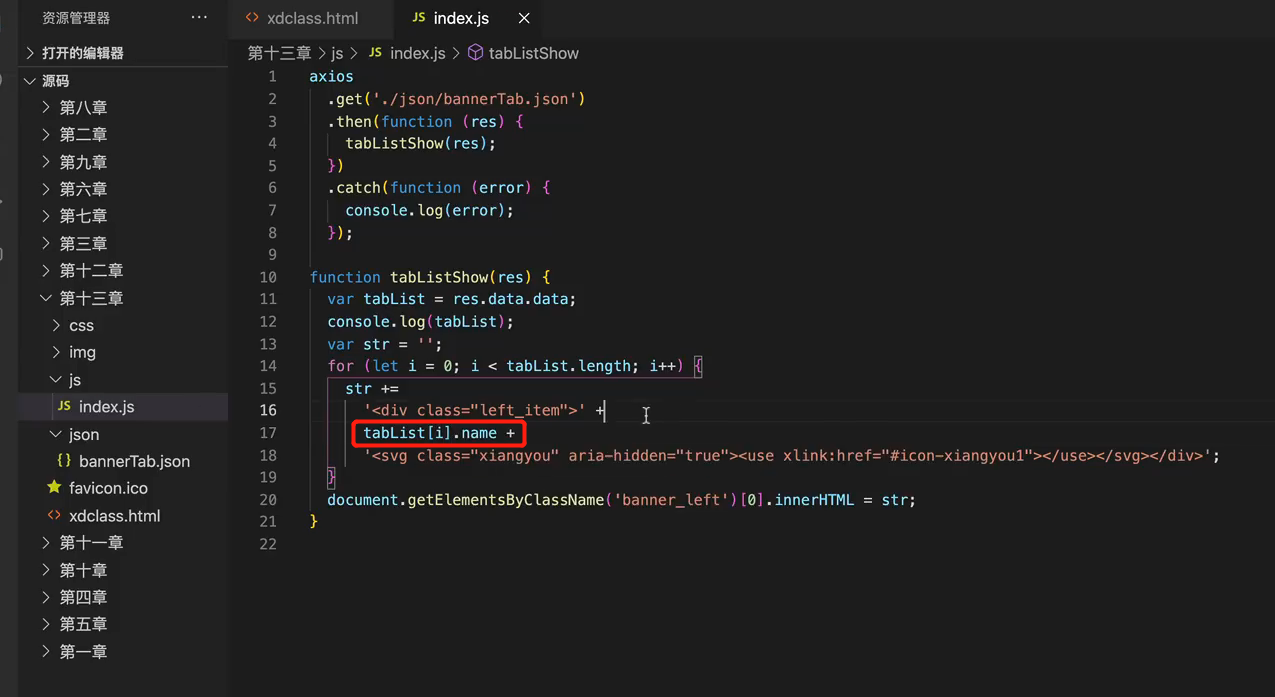 资源管理器 ···
打开的编辑器
源码
第八章
第二章
第九章
第六章
第七章
第三章
第十二章
第十三章
css
img
js
JS index.js
json
{} bannerTab.json
favicon.ico
<> xdclass.html
第十一章
第十章
第四章
第五章
第一章
<> xdclass.html
JS index.js ×
第十三章 > js > JS index.js > tabListShow
1 axios
2 .get('./json/bannerTab.json')
3 .then(function (res) {
4 tabListShow(res);
5 })
6 .catch(function (error) {
7 console.log(error);
8 });
9
10 function tabListShow(res) {
11 var tabList = res.data.data;
12 console.log(tabList);
13 var str = '';
14 for (let i = 0; i < tabList.length; i++) {
15 str +=
16 '<div class="left_item">' +
17 tabList[i].name +
18 '<svg class="xiangyou" aria-hidden="true"><use xlink:href="#icon-xiangyou1"></use></svg></div>';
19 }
20 document.getElementsByClassName('banner_left')[0].innerHTML = str;
21 }
22